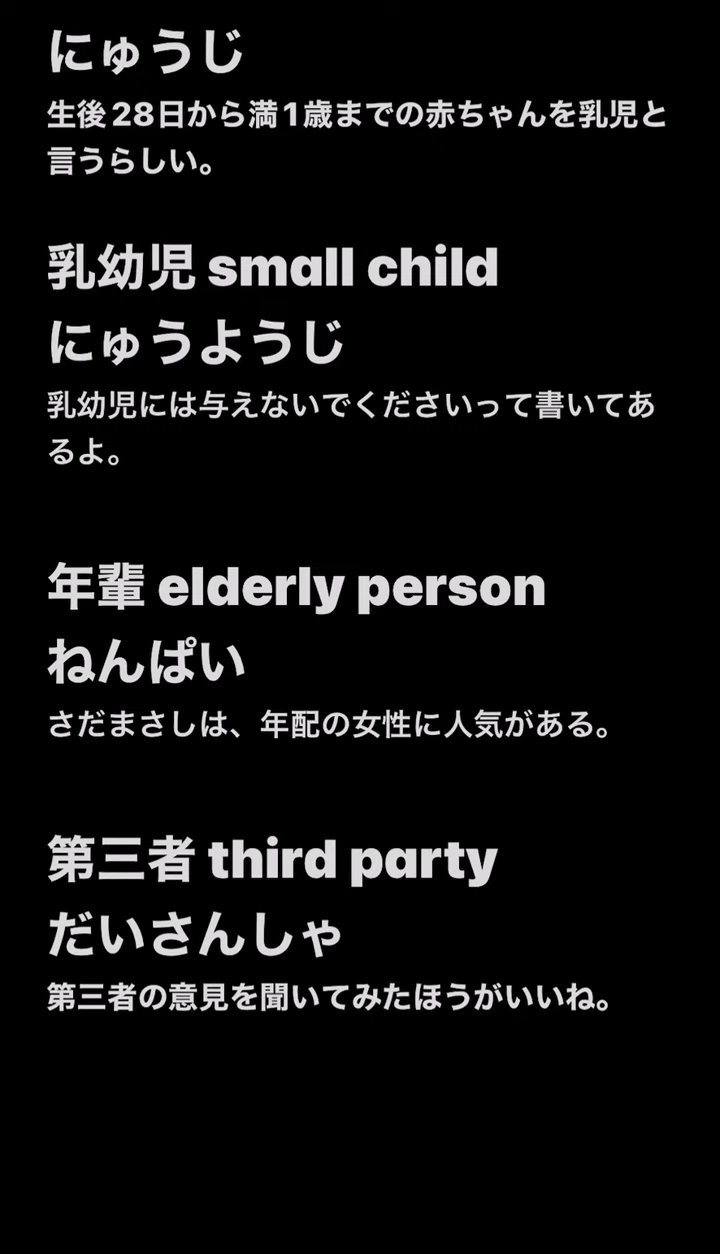 にゅうじ
生後28日から満1歳までの赤ちゃんを乳児と
言うらしい。
乳幼児 small child
にゅうようじ
乳幼児には与えないでくださいって書いてあ
るよ。
年輩 elderly person
ねんぱい
さだまさしは、年配の女性に人気がある。
第三者 third party
だいさんしゃ
第三者の意見を聞いてみたほうがいいね。